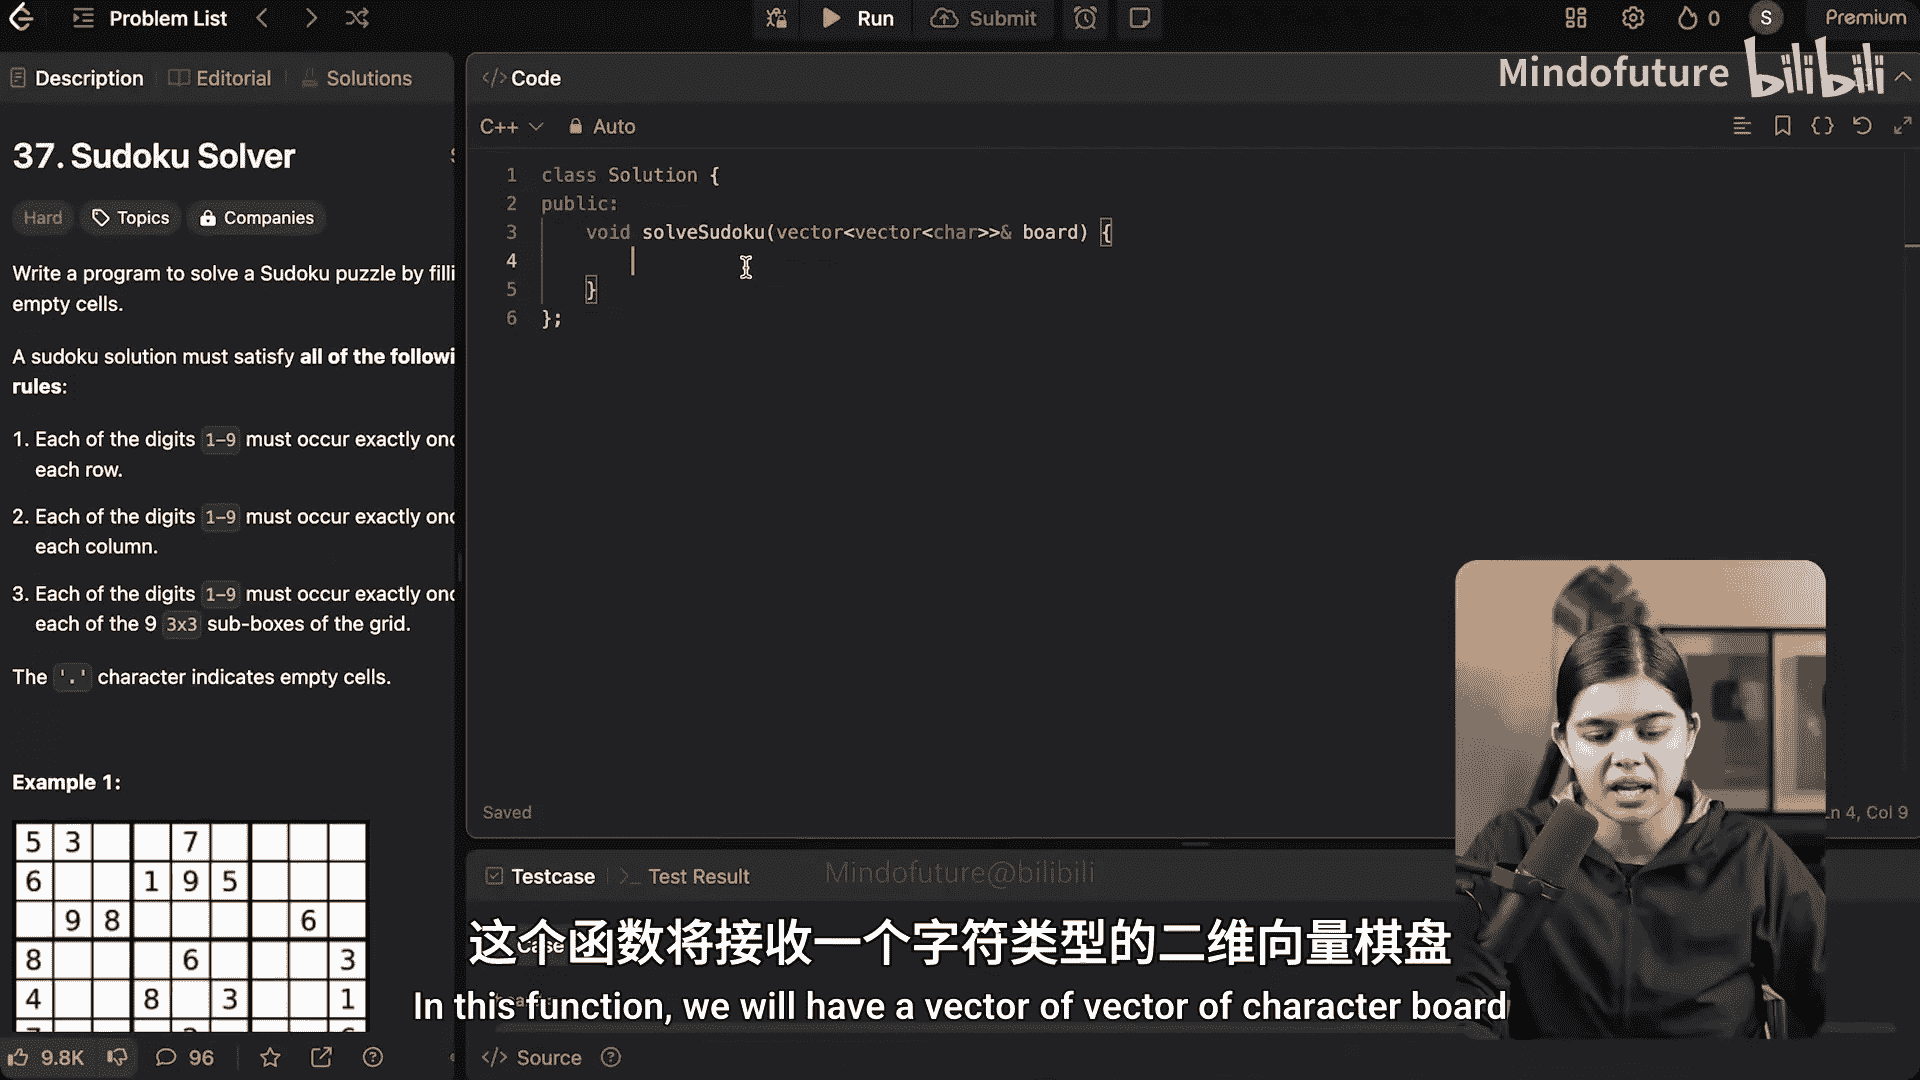 Problem List
Run
Submit
0
S
Premium
Mindofuture bilibili
Description
Editorial
Solutions
</> Code
C++
Auto
37. Sudoku Solver
Hard
Topics
Companies
Write a program to solve a Sudoku puzzle by filli
empty cells.
A sudoku solution must satisfy all of the followi
rules:
1. Each of the digits 1-9 must occur exactly onc
each row.
2. Each of the digits 1-9 must occur exactly onc
each column.
3. Each of the digits 1-9 must occur exactly onc
each of the 9 3x3 sub-boxes of the grid.
The '.' character indicates empty cells.
Example 1:
5 3 7
6 1 9 5
9 8 6
8 6 3
4 8 3 1
9.8K
96
1 class Solution {
2 public:
3 void solveSudoku(vector<vector<char>>& board) {
4
5 }
6 };
Saved
Ln 4, Col 9
Testcase
Test Result
Mindofuture@bilibili
这个函数将接收一个字符类型的二维向量棋盘
In this function, we will have a vector of vector of character board
</> Source